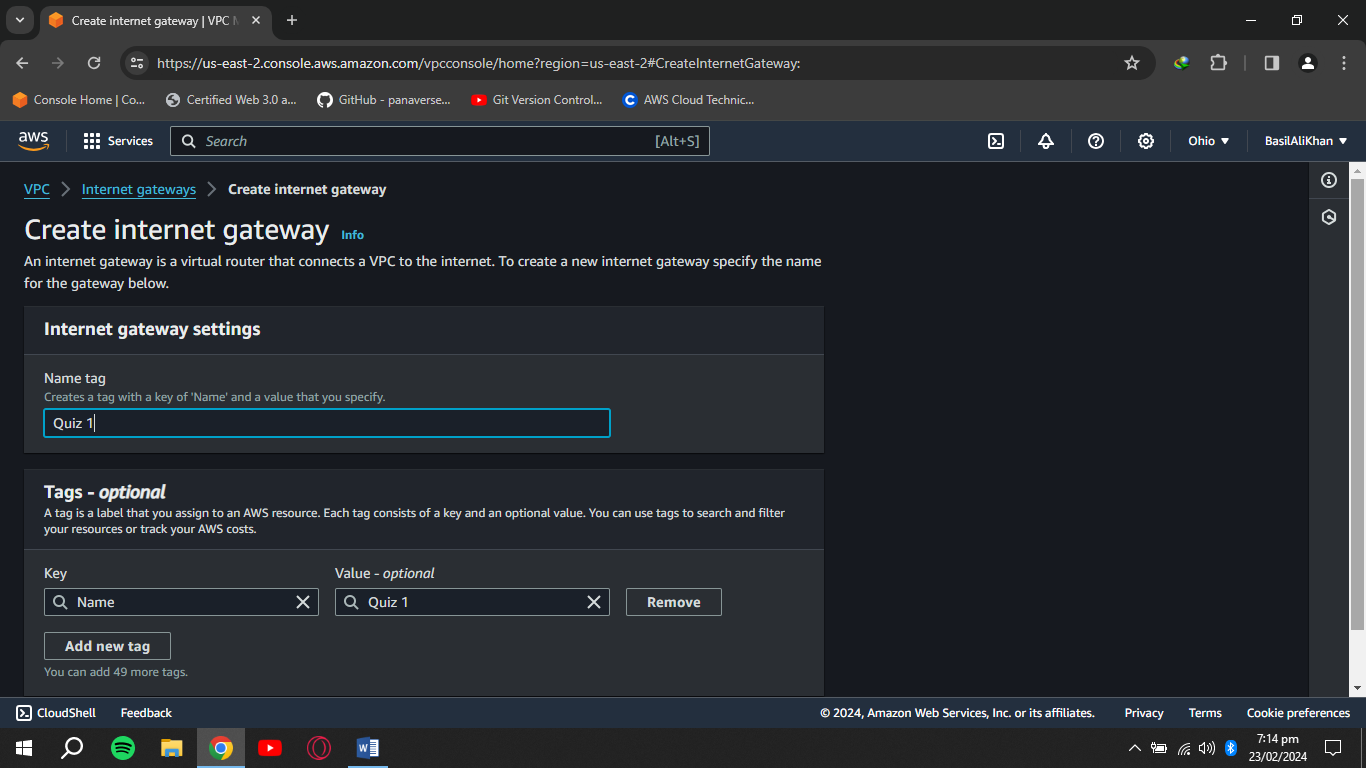 Create internet gateway | VPC M
https://us-east-2.console.aws.amazon.com/vpcconsole/home?region=us-east-2#CreateInternetGateway:
Console Home | Co...
Certified Web 3.0 a...
GitHub - panaverse...
Git Version Control...
AWS Cloud Technic...
aws
Services
Search
[Alt+S]
Ohio
BasilAliKhan
VPC
Internet gateways
Create internet gateway
Create internet gateway
Info
An internet gateway is a virtual router that connects a VPC to the internet. To create a new internet gateway specify the name
for the gateway below.
Internet gateway settings
Name tag
Creates a tag with a key of 'Name' and a value that you specify.
Quiz 1
Tags - optional
A tag is a label that you assign to an AWS resource. Each tag consists of a key and an optional value. You can use tags to search and filter
your resources or track your AWS costs.
Key
Value - optional
Name
Quiz 1
Remove
Add new tag
You can add 49 more tags.
CloudShell
Feedback
© 2024, Amazon Web Services, Inc. or its affiliates.
Privacy
Terms
Cookie preferences
7:14 pm
23/02/2024